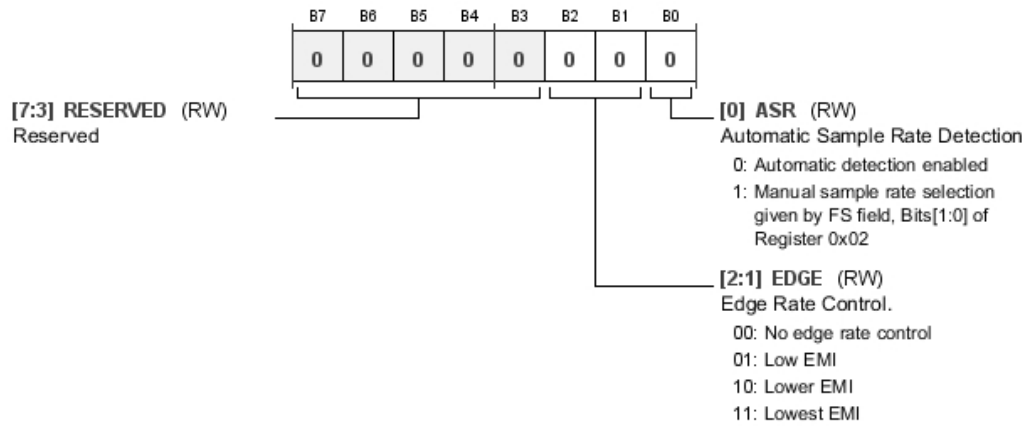 B7 B6 B5 B4 B3 B2 B1 B0
0 0 0 0 0 0 0 0
[7:3] RESERVED (RW)
Reserved
[0] ASR (RW)
Automatic Sample Rate Detection
0: Automatic detection enabled
1: Manual sample rate selection
given by FS field, Bits[1:0] of
Register 0x02
[2:1] EDGE (RW)
Edge Rate Control.
00: No edge rate control
01: Low EMI
10: Lower EMI
11: Lowest EMI